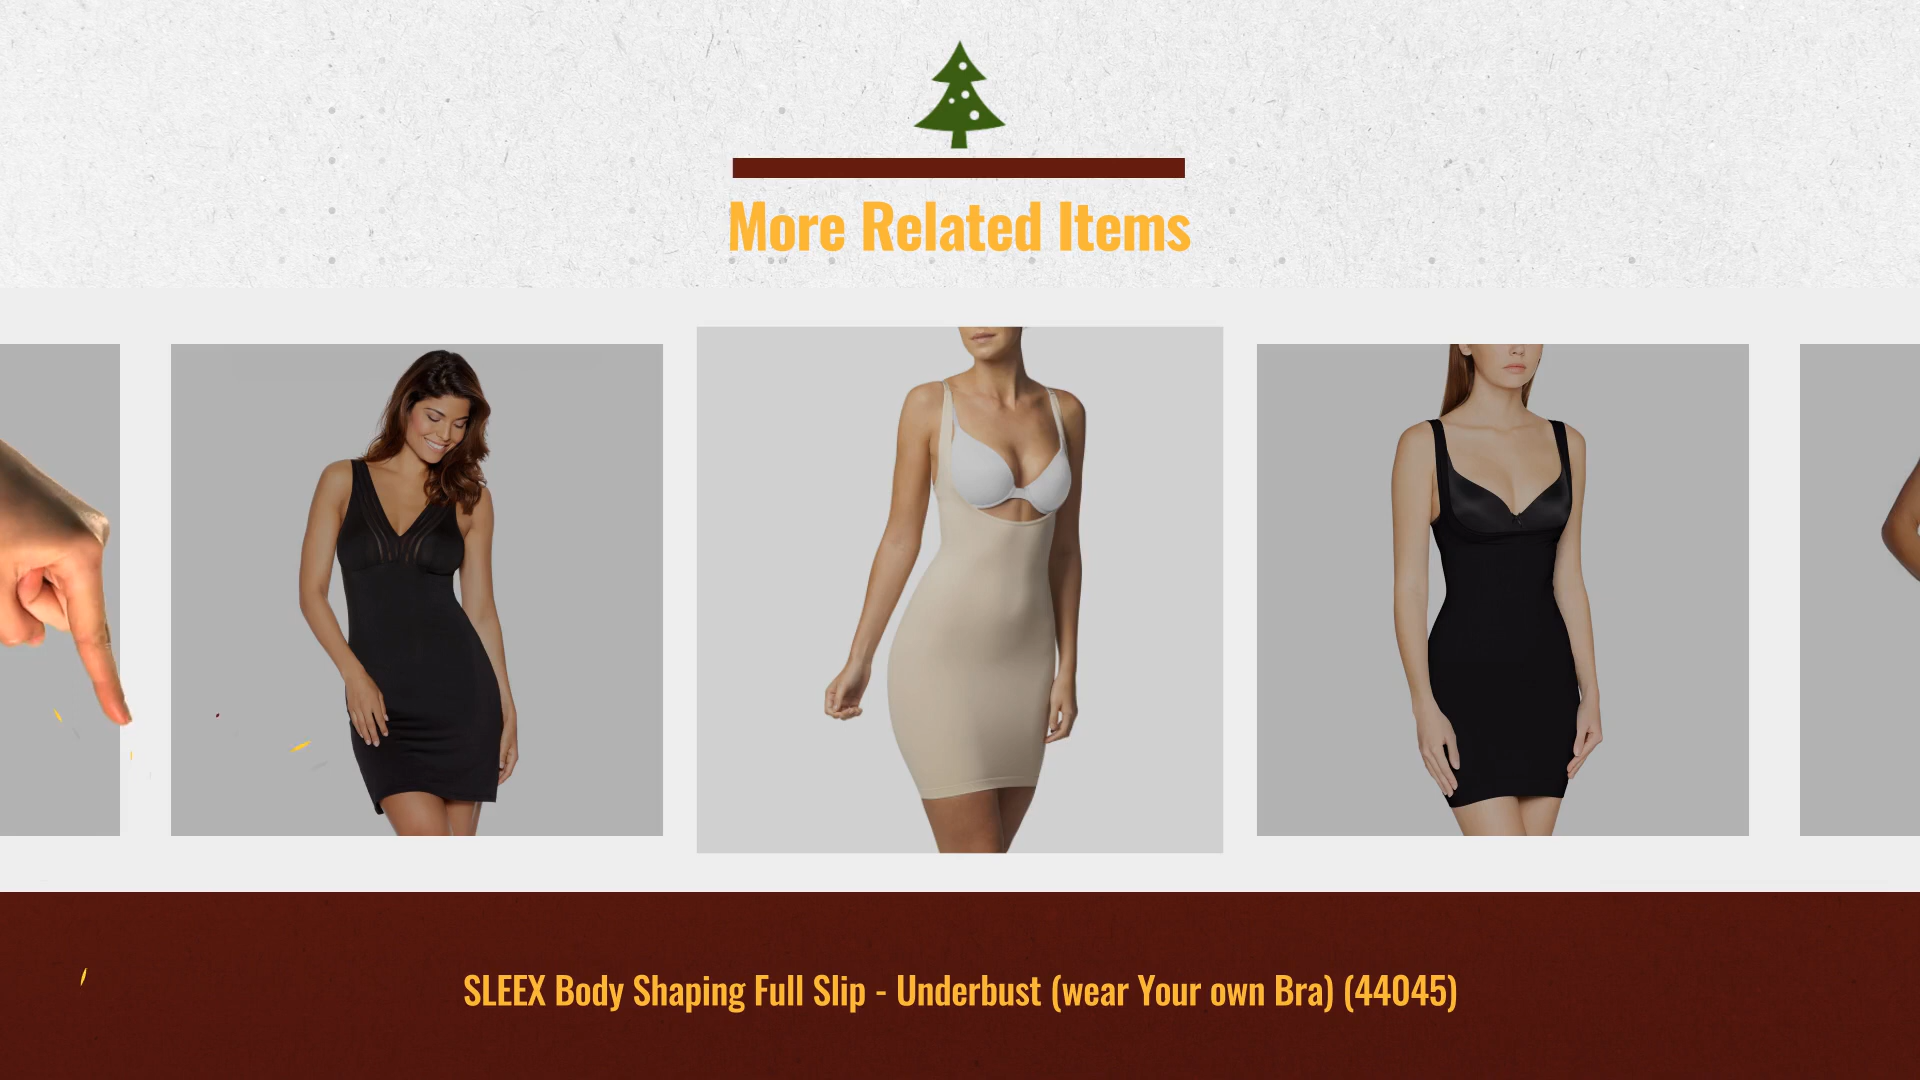 More Related Items
SLEEX Body Shaping Full Slip - Underbust (wear Your own Bra) (44045)